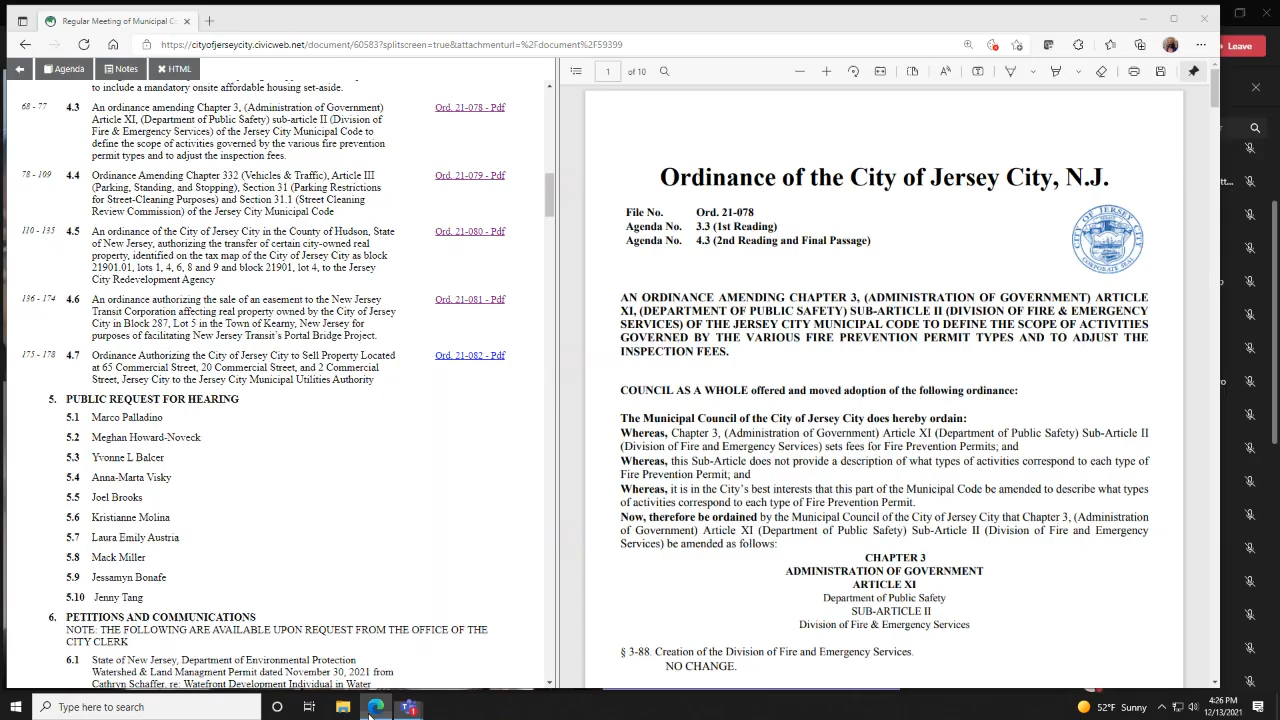 Regular Meeting of Municipal Co
https://cityofjerseycity.civicweb.net/document/60583?splitscreen=true&attachmenturl=%2Fdocument%2F59399
Leave
Agenda
Notes
HTML
1 of 10
to include a mandatory onsite affordable housing set-aside.
68 - 77 4.3 An ordinance amending Chapter 3, (Administration of Government) Ord. 21-078 - Pdf
Article XI, (Department of Public Safety) sub-article II (Division of
Fire & Emergency Services) of the Jersey City Municipal Code to
define the scope of activities governed by the various fire prevention
permit types and to adjust the inspection fees.
78 - 109 4.4 Ordinance Amending Chapter 332 (Vehicles & Traffic), Article III Ord. 21-079 - Pdf
(Parking, Standing, and Stopping), Section 31 (Parking Restrictions
for Street-Cleaning Purposes) and Section 31.1 (Street Cleaning
Review Commission) of the Jersey City Municipal Code
110 - 135 4.5 An ordinance of the City of Jersey City in the County of Hudson, State Ord. 21-080 - Pdf
of New Jersey, authorizing the transfer of certain city-owned real
property, identified on the tax map of the City of Jersey City as block
21901.01, lots 1, 4, 6, 8 and 9 and block 21901, lot 4, to the Jersey
City Redevelopment Agency
136 - 174 4.6 An ordinance authorizing the sale of an easement to the New Jersey Ord. 21-081 - Pdf
Transit Corporation affecting real property owned by the City of Jersey
City in Block 287, Lot 5 in the Town of Kearny, New Jersey for
purposes of facilitating New Jersey Transit's Portal Bridge Project.
175 - 178 4.7 Ordinance Authorizing the City of Jersey City to Sell Property Located Ord. 21-082 - Pdf
at 65 Commercial Street, 20 Commercial Street, and 2 Commercial
Street, Jersey City to the Jersey City Municipal Utilities Authority
5. PUBLIC REQUEST FOR HEARING
5.1 Marco Palladino
5.2 Meghan Howard-Noveck
5.3 Yvonne L Balcer
5.4 Anna-Marta Visky
5.5 Joel Brooks
5.6 Kristianne Molina
5.7 Laura Emily Austria
5.8 Mack Miller
5.9 Jessamyn Bonafe
5.10 Jenny Tang
6. PETITIONS AND COMMUNICATIONS
NOTE: THE FOLLOWING ARE AVAILABLE UPON REQUEST FROM THE OFFICE OF THE
CITY CLERK
6.1 State of New Jersey, Department of Environmental Protection
Watershed & Land Managment Permit dated November 30, 2021 from
Cathryn Schaffer, re: Watefront Development Individual in Water
Ordinance of the City of Jersey City, N.J.
File No. Ord. 21-078
Agenda No. 3.3 (1st Reading)
Agenda No. 4.3 (2nd Reading and Final Passage)
CITY OF JERSEY CITY
CORPORATE SEAL
AN ORDINANCE AMENDING CHAPTER 3, (ADMINISTRATION OF GOVERNMENT) ARTICLE
XI, (DEPARTMENT OF PUBLIC SAFETY) SUB-ARTICLE II (DIVISION OF FIRE & EMERGENCY
SERVICES) OF THE JERSEY CITY MUNICIPAL CODE TO DEFINE THE SCOPE OF ACTIVITIES
GOVERNED BY THE VARIOUS FIRE PREVENTION PERMIT TYPES AND TO ADJUST THE
INSPECTION FEES.
COUNCIL AS A WHOLE offered and moved adoption of the following ordinance:
The Municipal Council of the City of Jersey City does hereby ordain:
Whereas, Chapter 3, (Administration of Government) Article XI (Department of Public Safety) Sub-Article II
(Division of Fire and Emergency Services) sets fees for Fire Prevention Permits; and
Whereas, this Sub-Article does not provide a description of what types of activities correspond to each type of
Fire Prevention Permit; and
Whereas, it is in the City's best interests that this part of the Municipal Code be amended to describe what types
of activities correspond to each type of Fire Prevention Permit.
Now, therefore be ordained by the Municipal Council of the City of Jersey City that Chapter 3, (Administration
of Government) Article XI (Department of Public Safety) Sub-Article II (Division of Fire and Emergency
Services) be amended as follows:
CHAPTER 3
ADMINISTRATION OF GOVERNMENT
ARTICLE XI
Department of Public Safety
SUB-ARTICLE II
Division of Fire & Emergency Services
§ 3-88. Creation of the Division of Fire and Emergency Services.
NO CHANGE.
Type here to search
52°F Sunny
4:26 PM
12/13/2021